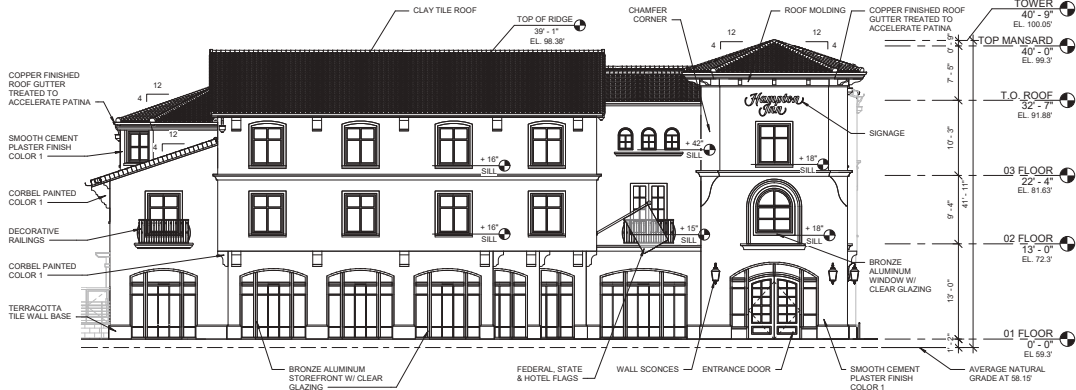 CLAY TILE ROOF
TOP OF RIDGE
39' - 1"
EL. 98.38'
CHAMFER
CORNER
ROOF MOLDING
COPPER FINISHED ROOF
GUTTER TREATED TO
ACCELERATE PATINA
TOWER
40' - 9"
EL. 100.05'
TOP MANSARD
40' - 0"
EL. 99.3'
T.O. ROOF
32' - 7"
EL. 91.88'
03 FLOOR
22' - 4"
EL. 81.63'
02 FLOOR
13' - 0"
EL. 72.3'
01 FLOOR
0' - 0"
EL 59.3'
0' - 9"
7' - 5"
10' - 3"
9' - 4"
13' - 0"
1' - 2"
41' - 11"
12
4
12
4
12
4
12
4
COPPER FINISHED
ROOF GUTTER
TREATED TO
ACCELERATE PATINA
SMOOTH CEMENT
PLASTER FINISH
COLOR 1
CORBEL PAINTED
COLOR 1
DECORATIVE
RAILINGS
CORBEL PAINTED
COLOR 1
TERRACOTTA
TILE WALL BASE
Hampton
Inn
SIGNAGE
+ 16"
SILL
+ 42"
SILL
+ 18"
SILL
+ 16"
SILL
+ 15"
SILL
+ 18"
SILL
BRONZE
ALUMINUM
WINDOW W/
CLEAR GLAZING
BRONZE ALUMINUM
STOREFRONT W/ CLEAR
GLAZING
FEDERAL, STATE
& HOTEL FLAGS
WALL SCONCES
ENTRANCE DOOR
SMOOTH CEMENT
PLASTER FINISH
COLOR 1
AVERAGE NATURAL
GRADE AT 58.15'